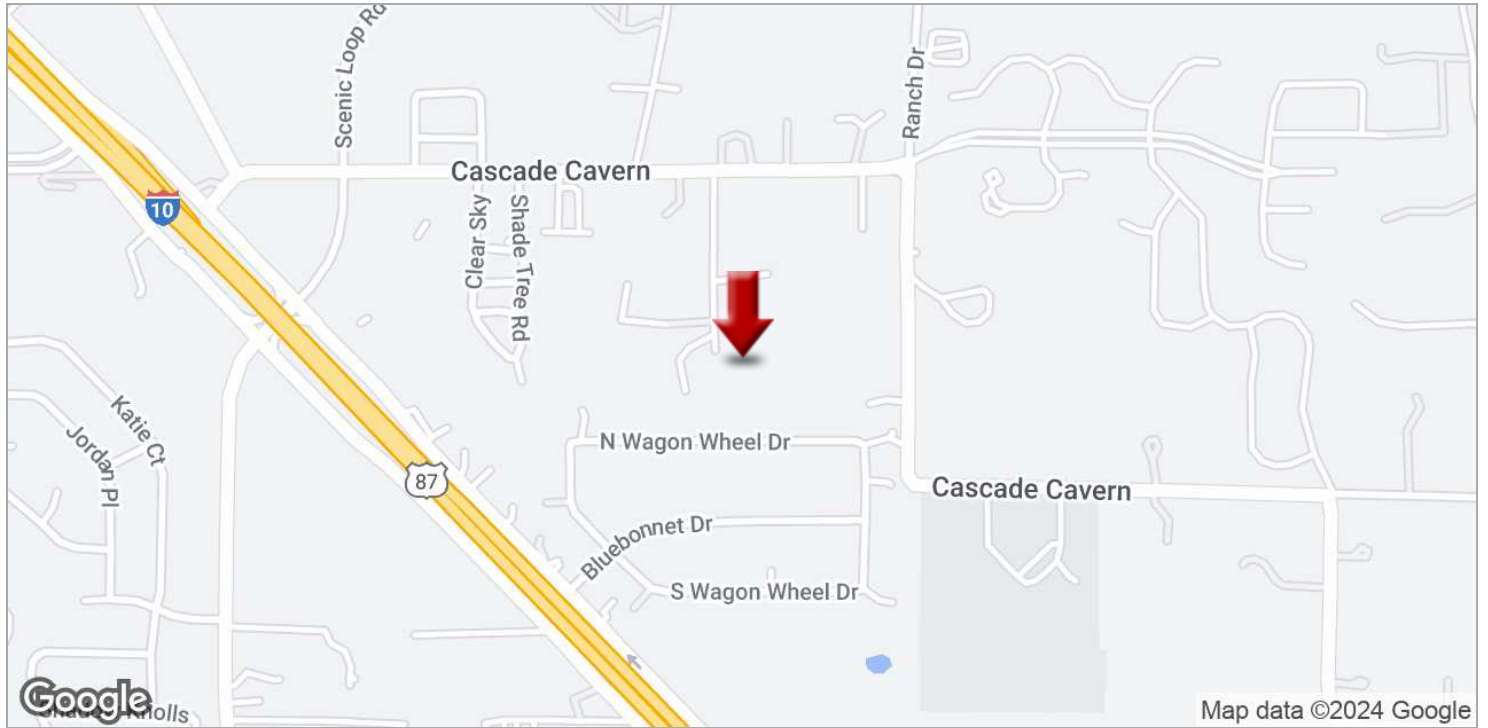 Scenic Loop Rd
Ranch Dr
Cascade Cavern
10
Clear Sky
Shade Tree Rd
Katie Ct
Jordan Pl
N Wagon Wheel Dr
87
Cascade Cavern
Bluebonnet Dr
S Wagon Wheel Dr
Google
Knolls
Map data ©2024 Google